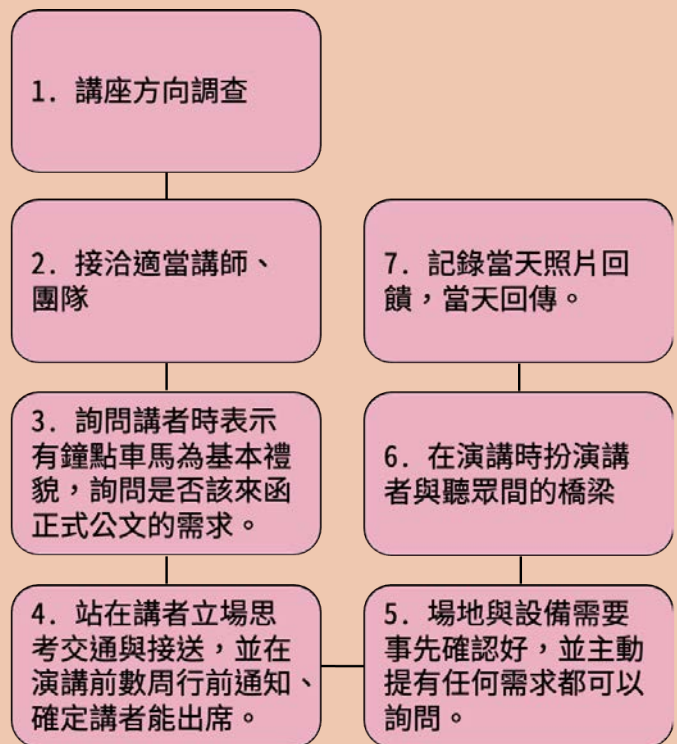 1. 講座方向調查
2. 接洽適當講師、
團隊
3. 詢問講者時表示
有鐘點車馬為基本禮
貌，詢問是否該來函
正式公文的需求。
4. 站在講者立場思
考交通與接送，並在
演講前數周行前通知、
確定講者能出席。
5. 場地與設備需要
事先確認好，並主動
提有任何需求都可以
詢問。
6. 在演講時扮演講
者與聽眾間的橋梁
7. 記錄當天照片回
饋，當天回傳。